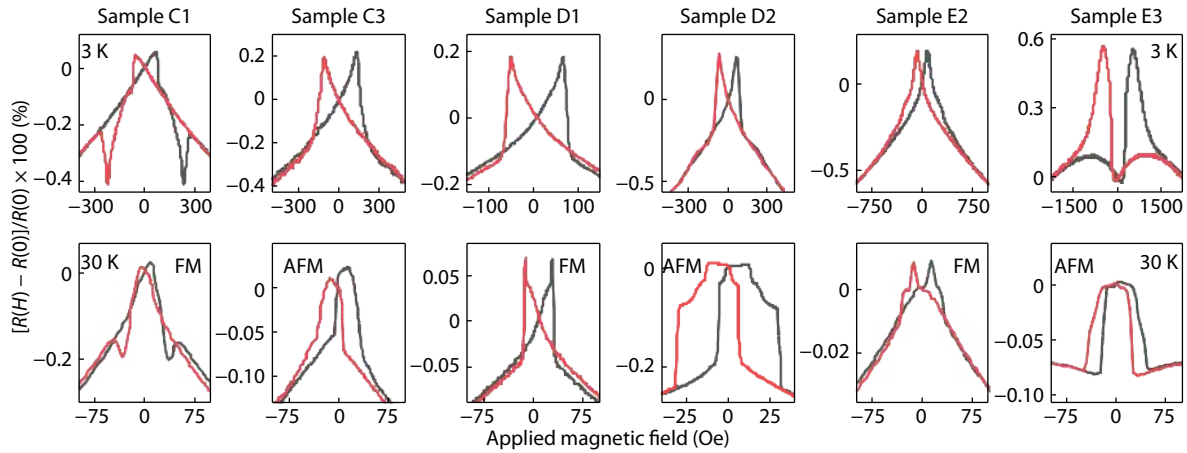 Sample C1 Sample C3 Sample D1 Sample D2 Sample E2 Sample E3
[R(H) − R(0)]/R(0) × 100 (%)
3 K 3 K
0 −0.2 −0.4
0.2 0 −0.2 −0.4
0.2 0 −0.2
0 −0.5
0 −0.5
0.6 0.3 0
−300 0 300 −300 0 300 −150 0 100 −300 0 300 −750 0 750 −1500 0 1500
30 K FM AFM FM AFM FM AFM 30 K
0 −0.2
0 −0.05 −0.10
0.05 0 −0.05
0 −0.2
0 −0.02
0 −0.05 −0.10
−75 0 75 −75 0 75 −75 0 75 −31 0 31 −75 0 75 −75 0 75
Applied magnetic field (Oe)